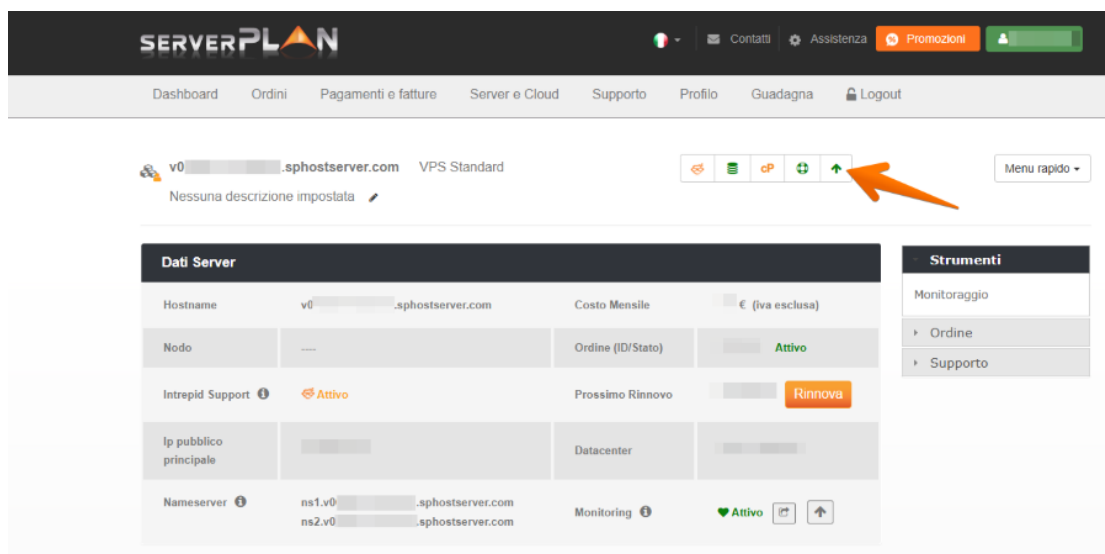 SERVERPLAN
Contatti Assistenza Promozioni
Dashboard Ordini Pagamenti e fatture Server e Cloud Supporto Profilo Guadagna Logout
v0 .sphostserver.com VPS Standard
cP
Menu rapido
Nessuna descrizione impostata
Dati Server
Strumenti
Hostname v0 .sphostserver.com Costo Mensile € (iva esclusa)
Monitoraggio
Nodo ---- Ordine (ID/Stato) Attivo
Ordine
Supporto
Intrepid Support Attivo Prossimo Rinnovo Rinnova
Ip pubblico
principale
Datacenter
Nameserver ns1.v0 .sphostserver.com
ns2.v0 .sphostserver.com
Monitoring Attivo